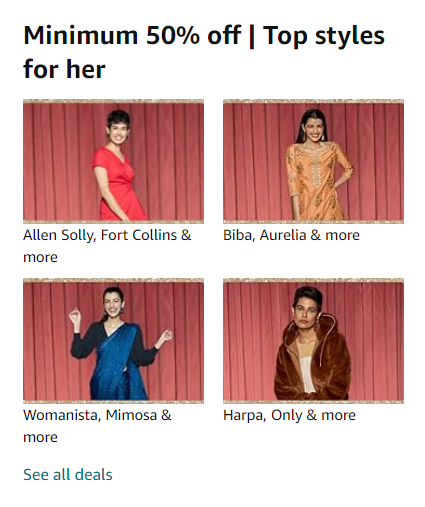 Minimum 50% off | Top styles
for her
Allen Solly, Fort Collins &
more
Biba, Aurelia & more
Womanista, Mimosa &
more
Harpa, Only & more
See all deals